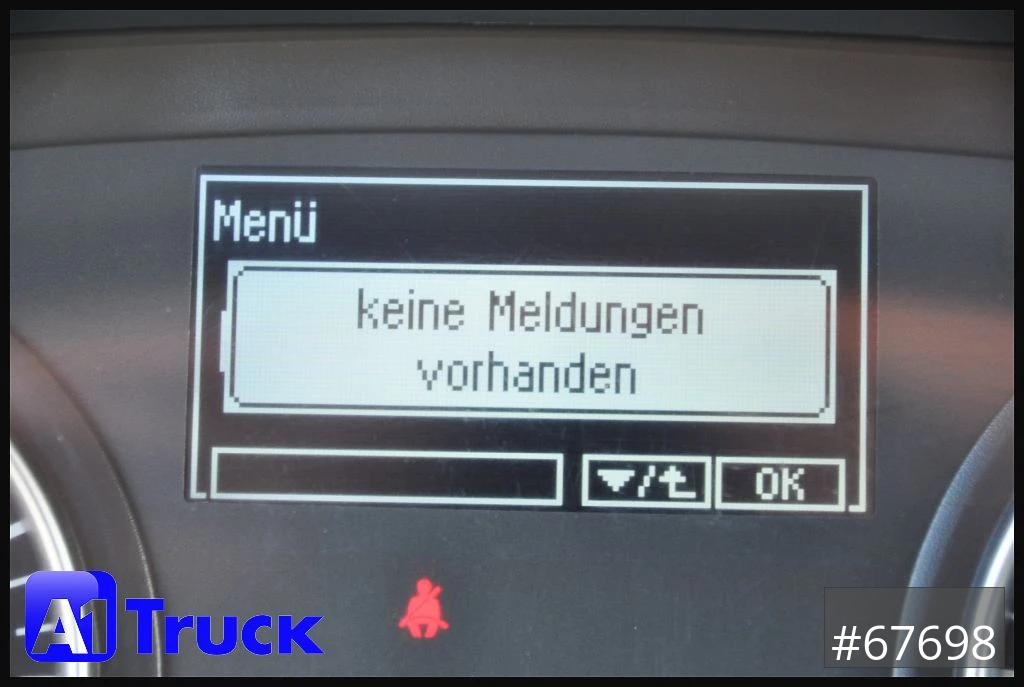 Menü
keine Meldungen
vorhanden
/
OK
A1 Truck
#67698